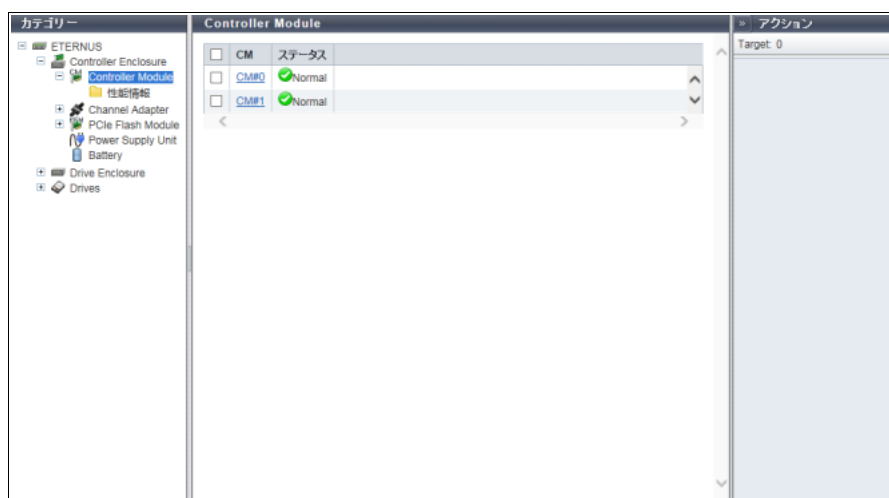 カテゴリー
ETERNUS
Controller Enclosure
Controller Module
性能情報
Channel Adapter
PCIe Flash Module
Power Supply Unit
Battery
Drive Enclosure
Drives
Controller Module
CM ステータス
CM#0 Normal
CM#1 Normal
» アクション
Target: 0